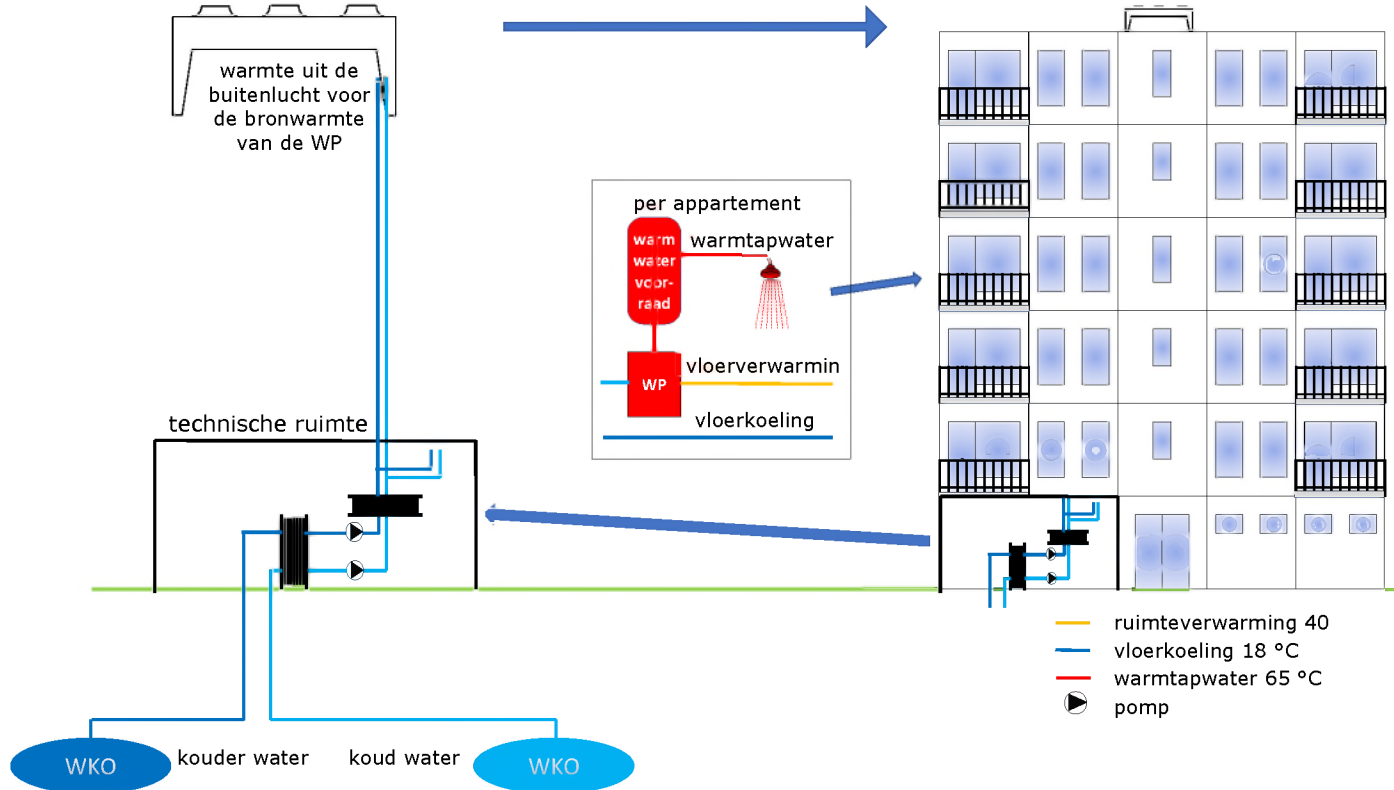 warmte uit de
buitenlucht voor
de bronwarmte
van de WP
per appartement
warm
water
voor-
raad
warmtapwater
WP
vloerverwarmin
vloerkoeling
technische ruimte
ruimteverwarming 40
vloerkoeling 18 °C
warmtapwater 65 °C
pomp
WKO
kouder water
koud water
WKO